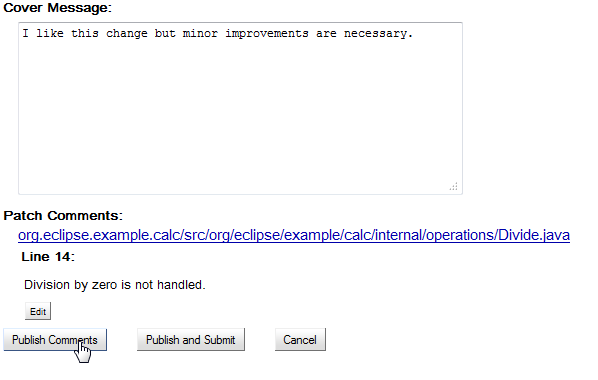 Cover Message:
I like this change but minor improvements are necessary.
Patch Comments:
org.eclipse.example.calc/src/org/eclipse/example/calc/internal/operations/Divide.java
Line 14:
Division by zero is not handled.
Edit
Publish Comments Publish and Submit Cancel